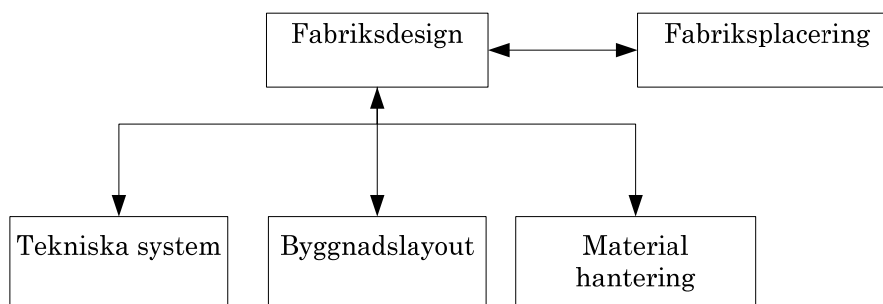 Fabriksdesign
Fabriksplacering
Tekniska system
Byggnadslayout
Material
hantering